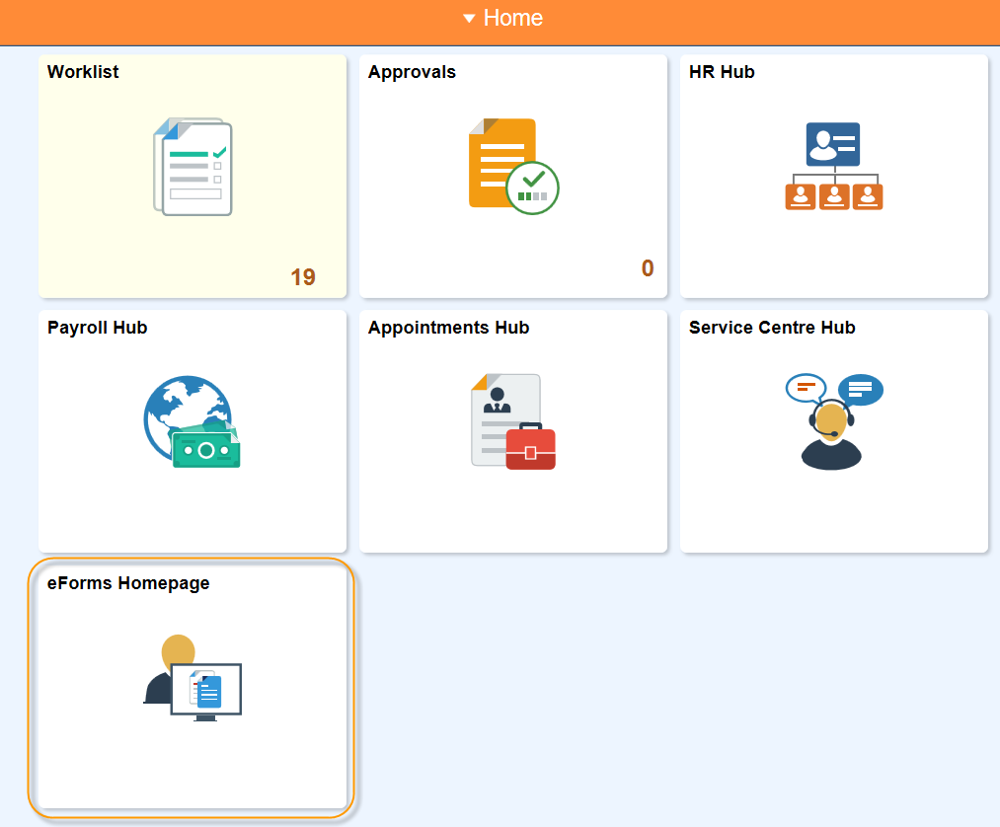 Home
Worklist
Approvals
HR Hub
19
0
Payroll Hub
Appointments Hub
Service Centre Hub
eForms Homepage